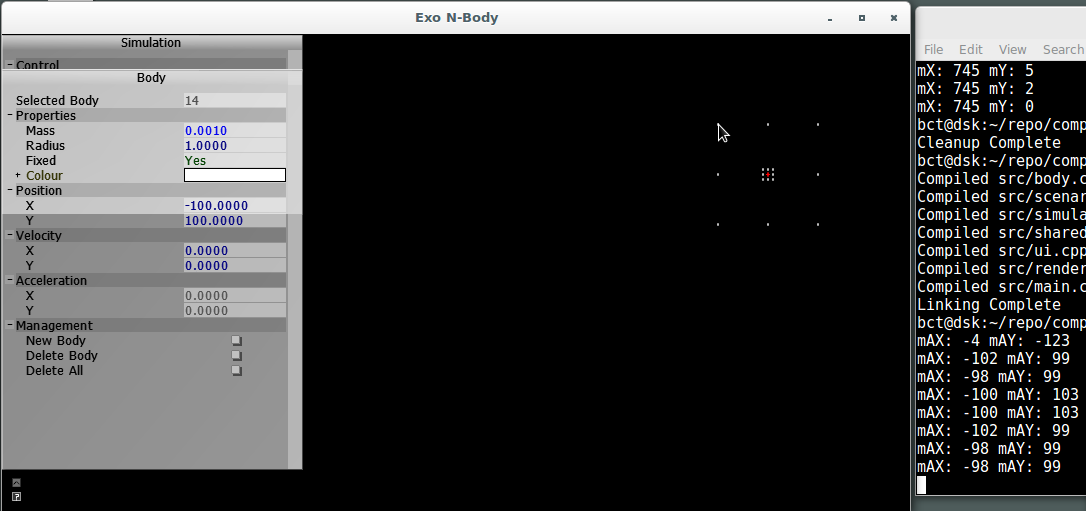 Exo N-Body
Simulation
Control
Body
Selected Body 14
Properties
Mass 0.0010
Radius 1.0000
Fixed Yes
Colour
Position
X -100.0000
Y 100.0000
Velocity
X 0.0000
Y 0.0000
Acceleration
X 0.0000
Y 0.0000
Management
New Body
Delete Body
Delete All
?
File Edit View Search
mX: 745 mY: 5
mX: 745 mY: 2
mX: 745 mY: 0
bct@dsk:~/repo/comp
Cleanup Complete
bct@dsk:~/repo/comp
Compiled src/body.c
Compiled src/scenar
Compiled src/simula
Compiled src/shared
Compiled src/ui.cpp
Compiled src/render
Compiled src/main.c
Linking Complete
bct@dsk:~/repo/comp
mAX: -4 mAY: -123
mAX: -102 mAY: 99
mAX: -98 mAY: 99
mAX: -100 mAY: 103
mAX: -100 mAY: 103
mAX: -102 mAY: 99
mAX: -98 mAY: 99
mAX: -98 mAY: 99